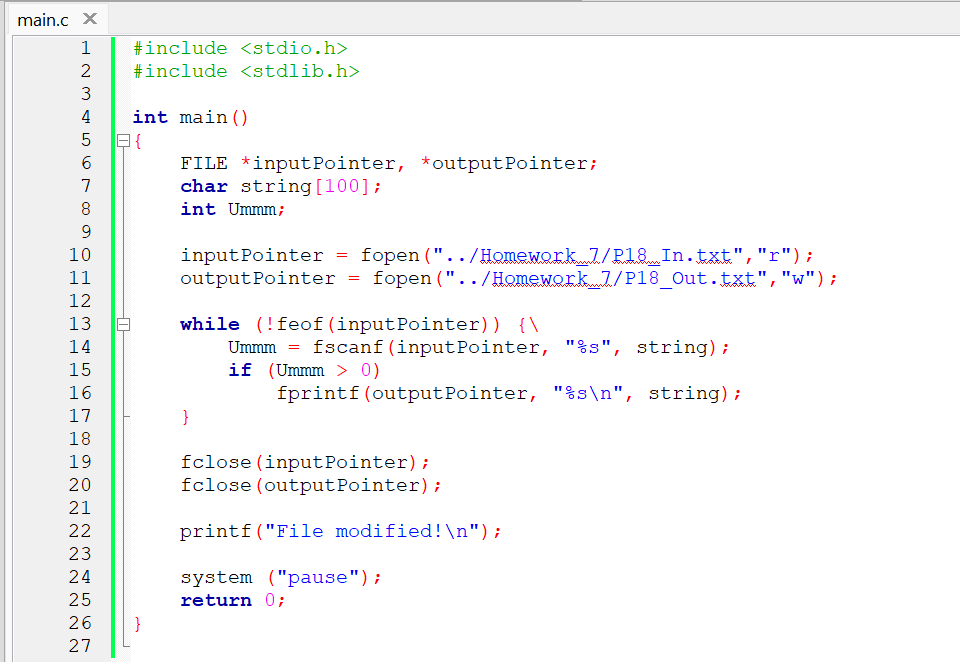 main.c ✕
1 #include <stdio.h>
2 #include <stdlib.h>
3
4 int main()
5 {
6     FILE *inputPointer, *outputPointer;
7     char string[100];
8     int Ummm;
9
10     inputPointer = fopen("../Homework_7/P18_In.txt","r");
11     outputPointer = fopen("../Homework_7/P18_Out.txt","w");
12
13     while (!feof(inputPointer)) {\
14         Ummm = fscanf(inputPointer, "%s", string);
15         if (Ummm > 0)
16             fprintf(outputPointer, "%s\n", string);
17     }
18
19     fclose(inputPointer);
20     fclose(outputPointer);
21
22     printf("File modified!\n");
23
24     system ("pause");
25     return 0;
26 }
27